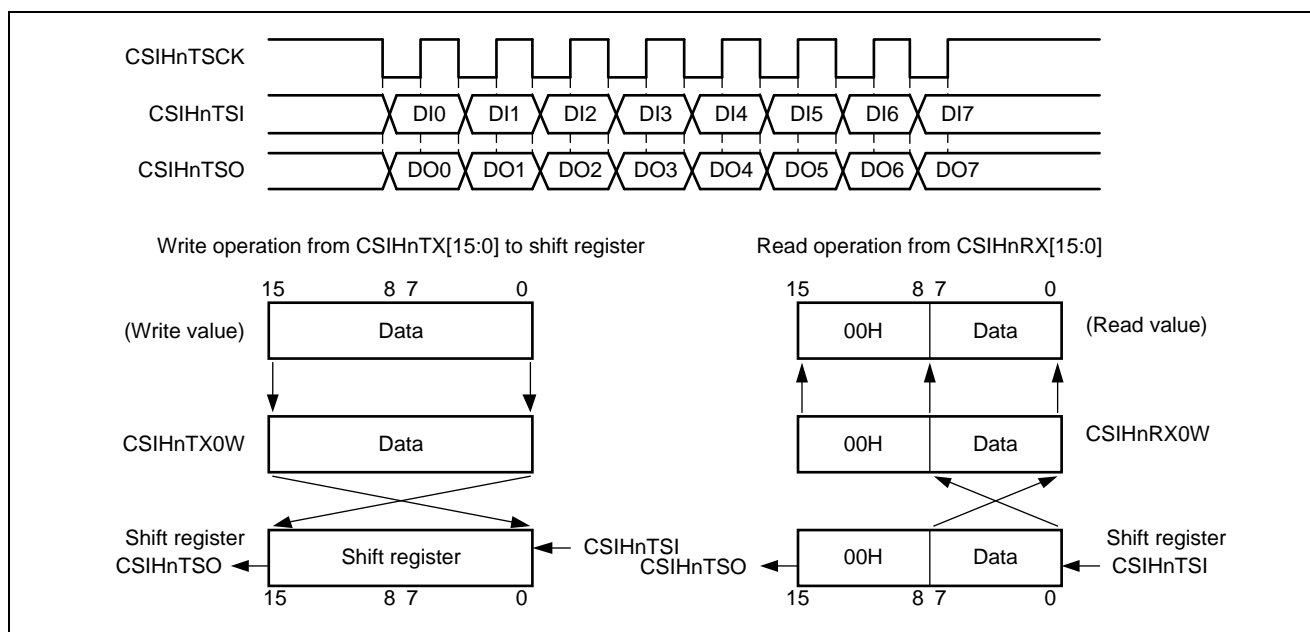 CSIHnTSCK
CSIHnTSI DI0 DI1 DI2 DI3 DI4 DI5 DI6 DI7
CSIHnTSO DO0 DO1 DO2 DO3 DO4 DO5 DO6 DO7
Write operation from CSIHnTX[15:0] to shift register
15 8 7 0
(Write value) Data
CSIHnTX0W Data
Shift register
CSIHnTSO Shift register CSIHnTSI
15 8 7 0
Read operation from CSIHnRX[15:0]
15 8 7 0
00H Data (Read value)
00H Data CSIHnRX0W
Shift register
CSIHnTSO 00H Data CSIHnTSI
15 8 7 0